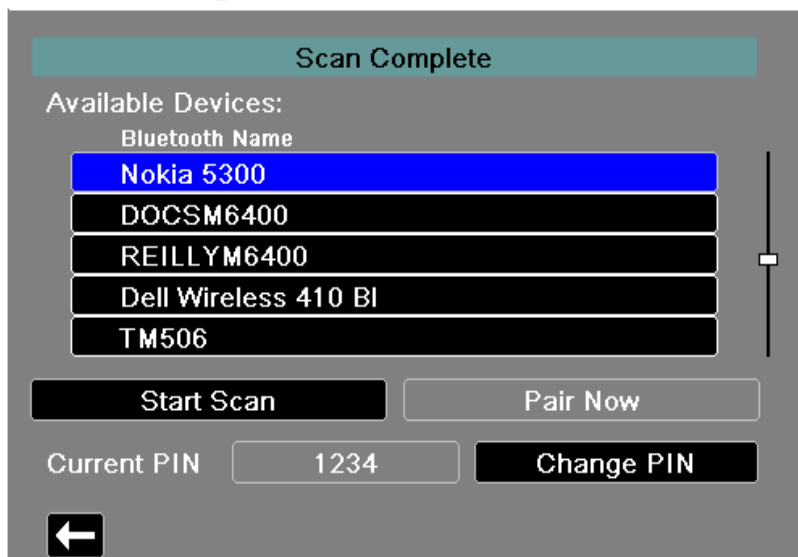 Scan Complete
Available Devices:
Bluetooth Name
Nokia 5300
DOCSM6400
REILLYM6400
Dell Wireless 410 Bl
TM506
Start Scan Pair Now
Current PIN 1234 Change PIN